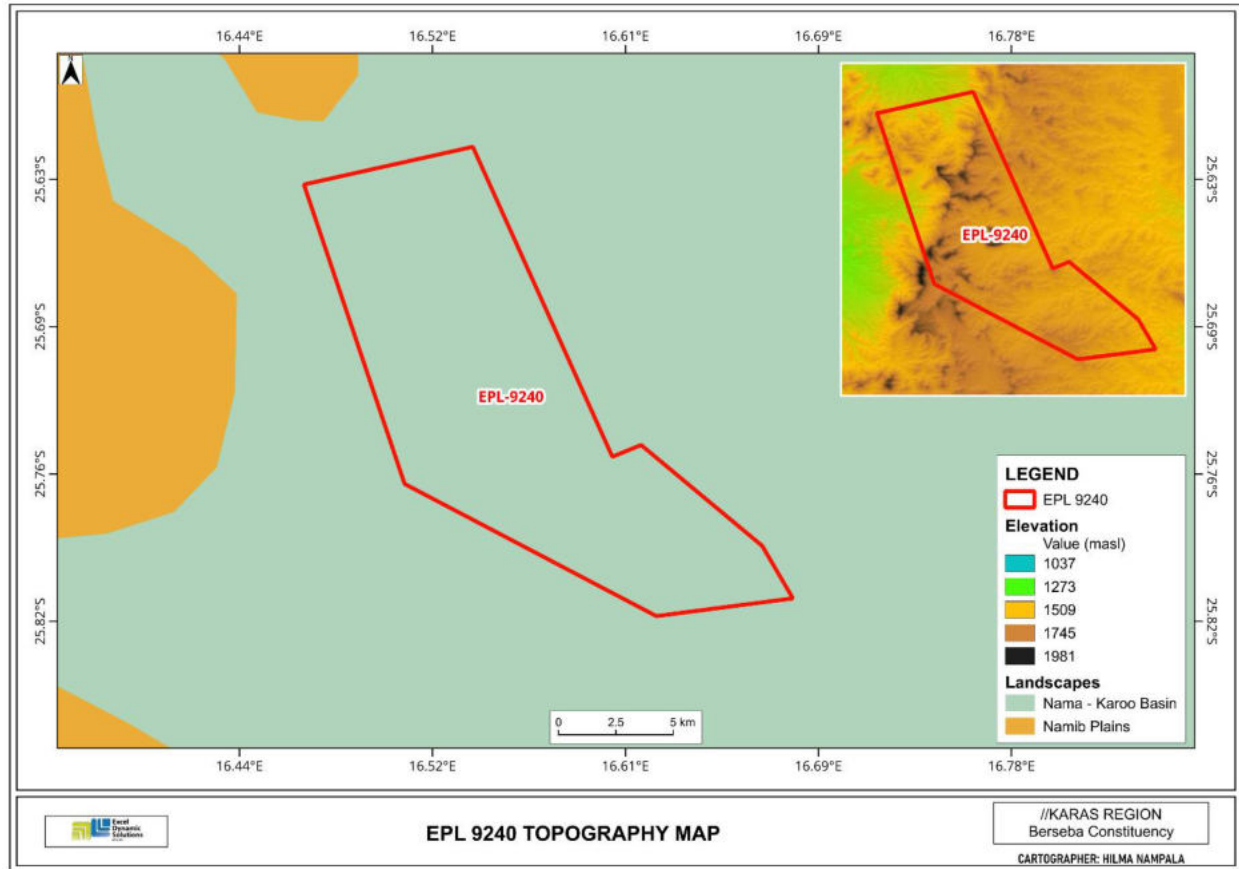 16.44°E 16.52°E 16.61°E 16.69°E 16.78°E
N
25.63°S 25.63°S
EPL-9240
25.69°S 25.69°S
EPL-9240
25.76°S 25.76°S
LEGEND
EPL 9240
Elevation
Value (masl)
1037
1273
1509
1745
1981
25.82°S 25.82°S
Landscapes
Nama - Karoo Basin
Namib Plains
0 2.5 5 km
16.44°E 16.52°E 16.61°E 16.69°E 16.78°E
Excel
Dynamic
Solutions
EPL 9240 TOPOGRAPHY MAP
//KARAS REGION
Berseba Constituency
CARTOGRAPHER: HILMA NAMPALA